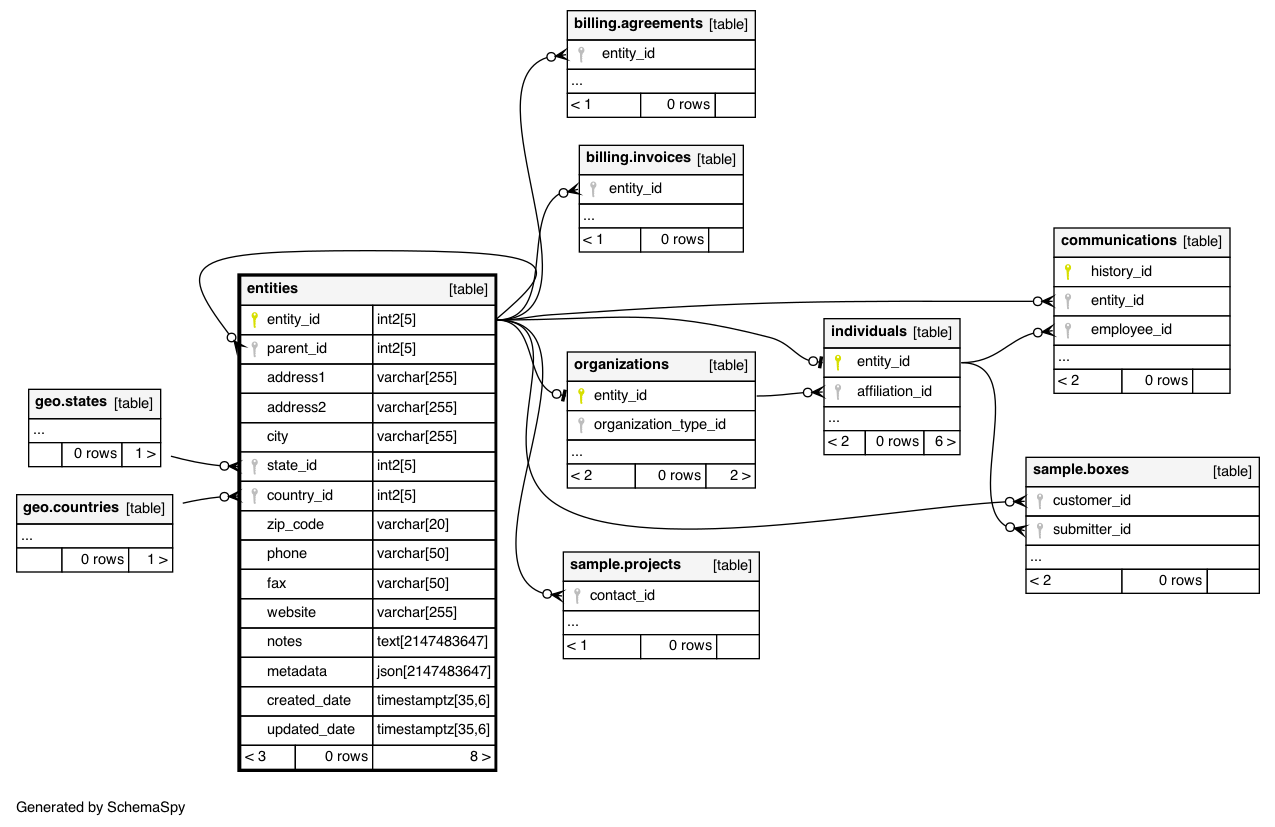 billing.agreements [table]
entity_id
...
< 1 0 rows
billing.invoices [table]
entity_id
...
< 1 0 rows
communications [table]
history_id
entity_id
employee_id
...
< 2 0 rows
entities [table]
entity_id int2[5]
parent_id int2[5]
address1 varchar[255]
address2 varchar[255]
city varchar[255]
state_id int2[5]
country_id int2[5]
zip_code varchar[20]
phone varchar[50]
fax varchar[50]
website varchar[255]
notes text[2147483647]
metadata json[2147483647]
created_date timestamptz[35,6]
updated_date timestamptz[35,6]
< 3 0 rows 8 >
individuals [table]
entity_id
affiliation_id
...
< 2 0 rows 6 >
organizations [table]
entity_id
organization_type_id
...
< 2 0 rows 2 >
geo.states [table]
...
0 rows 1 >
geo.countries [table]
...
0 rows 1 >
sample.boxes [table]
customer_id
submitter_id
...
< 2 0 rows
sample.projects [table]
contact_id
...
< 1 0 rows
Generated by SchemaSpy